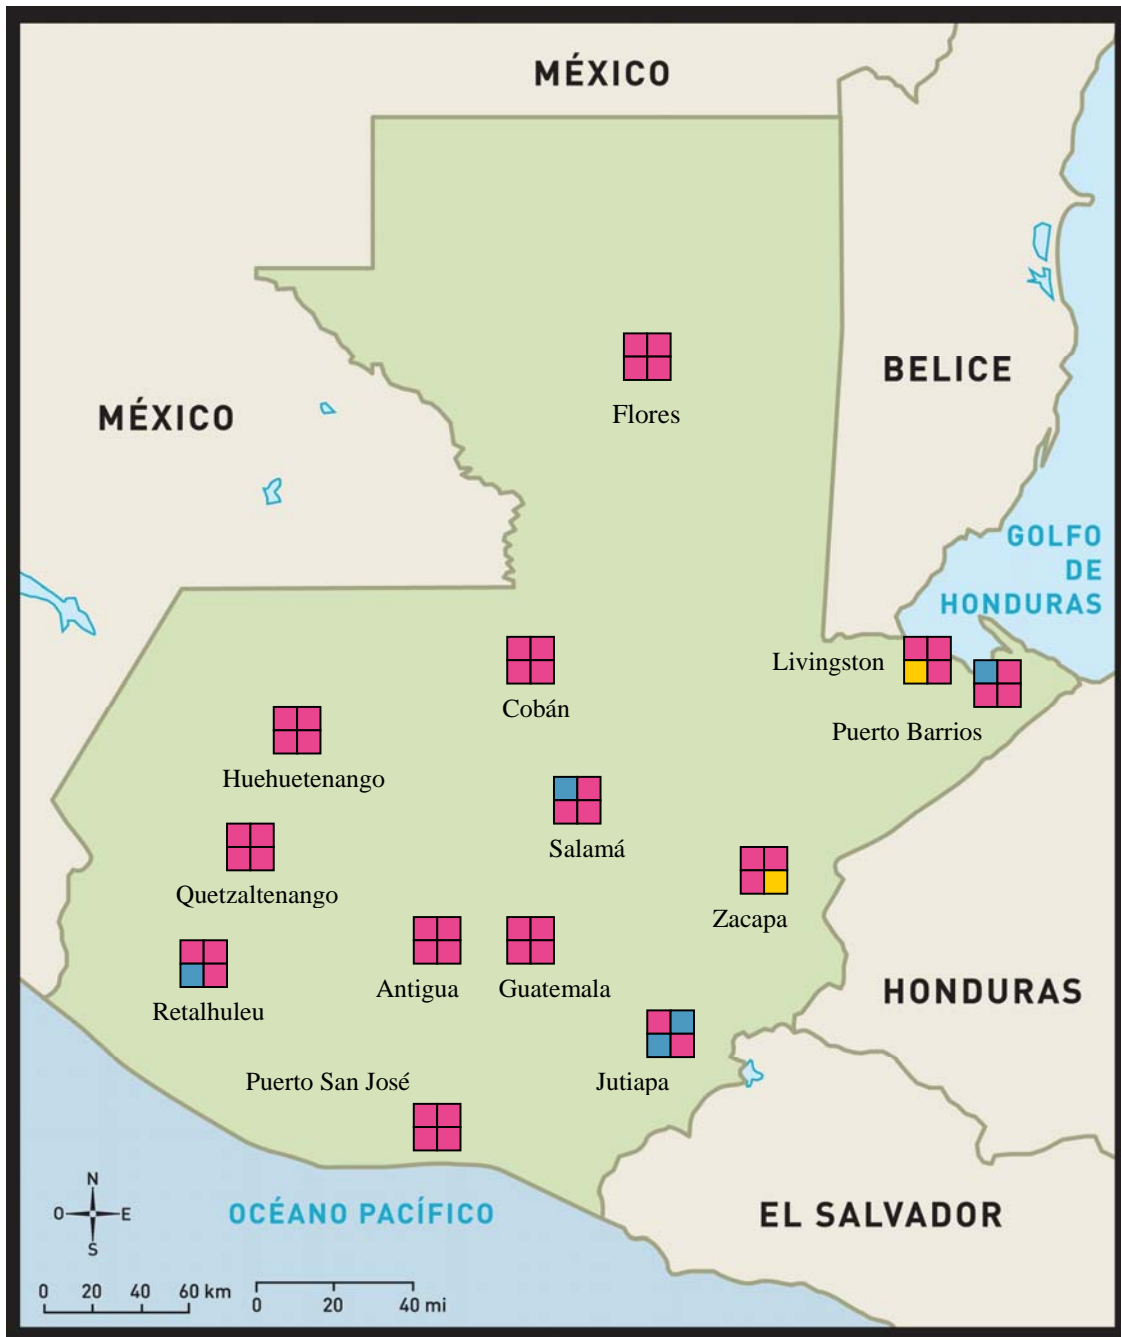 MÉXICO
MÉXICO
BELICE
Flores
GOLFO
DE
HONDURAS
Livingston
Puerto Barrios
Cobán
Huehuetenango
Salamá
Quetzaltenango
Zacapa
Retalhuleu
Antigua
Guatemala
HONDURAS
Puerto San José
Jutiapa
N
O
E
S
OCÉANO PACÍFICO
EL SALVADOR
0 20 40 60 km
0 20 40 mi